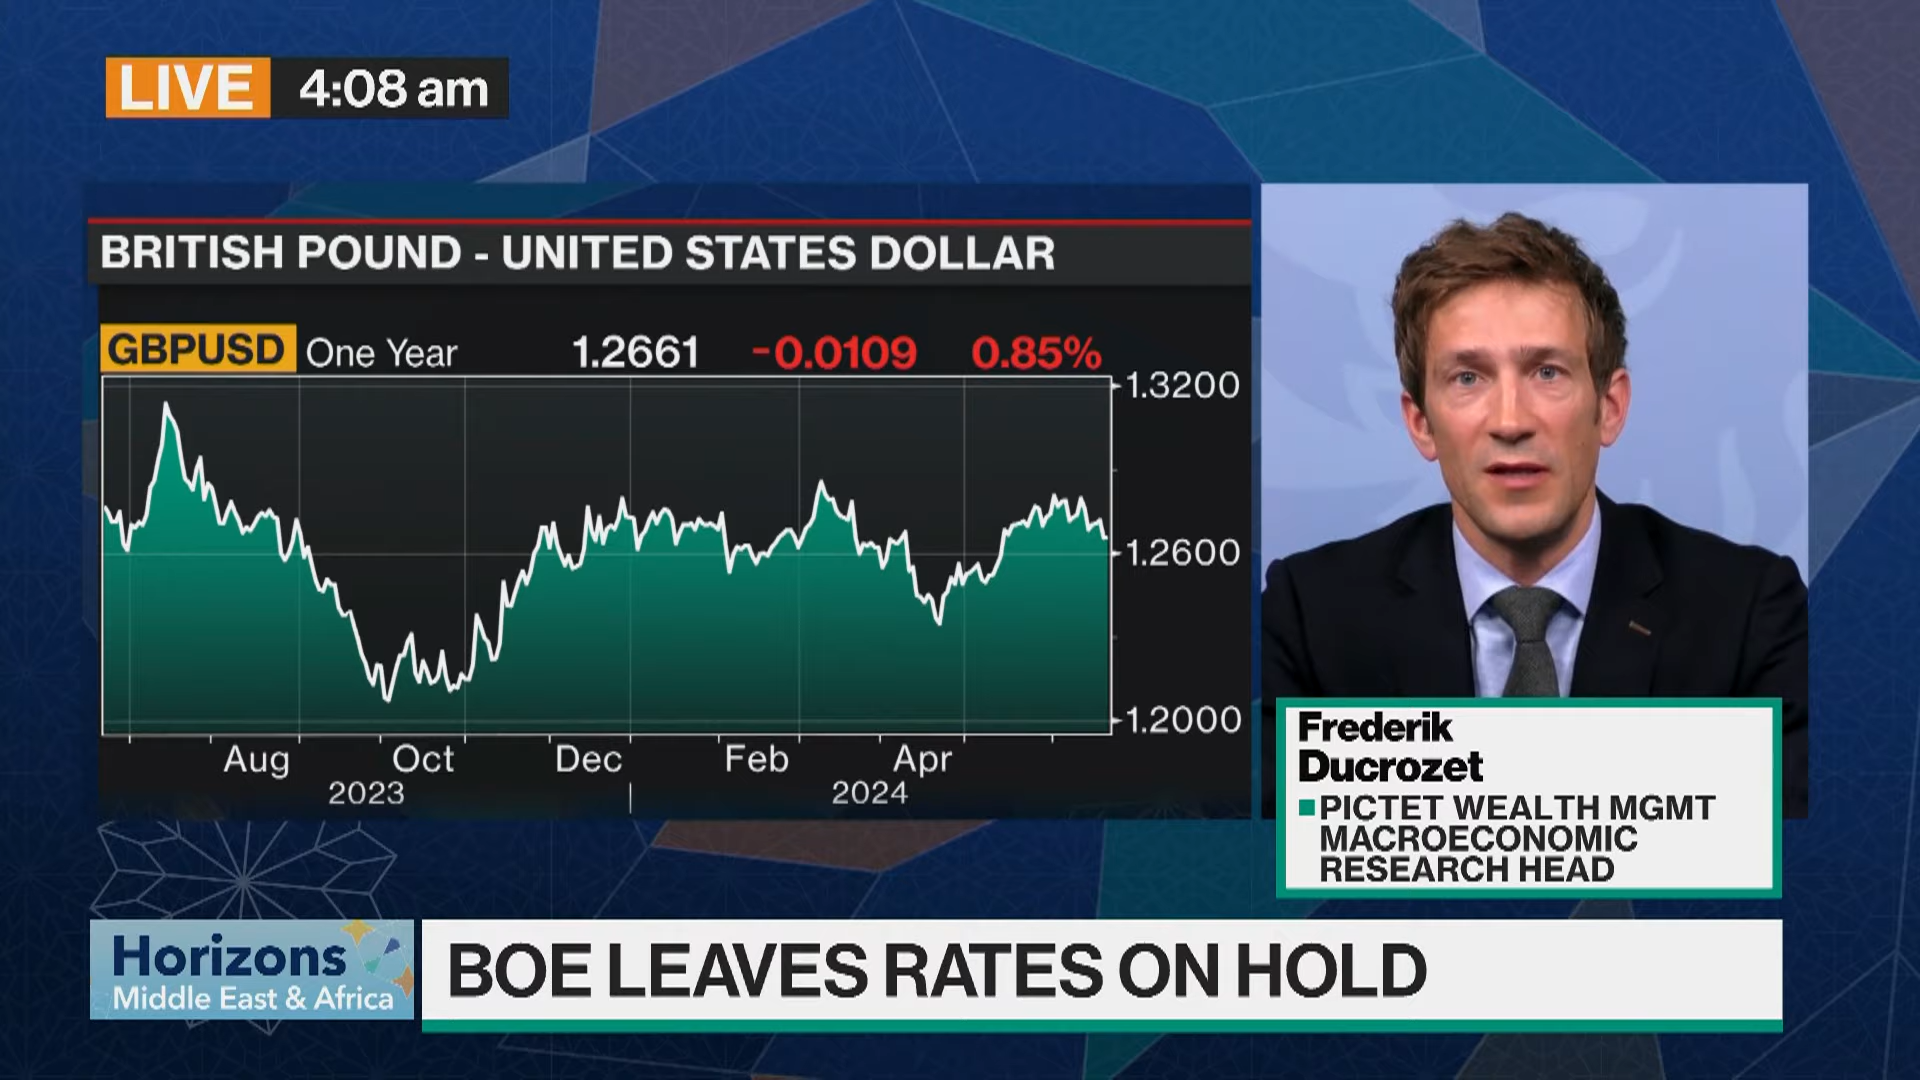 LIVE 4:08 am
BRITISH POUND - UNITED STATES DOLLAR
GBPUSD One Year 1.2661 -0.0109 0.85%
1.3200
1.2600
1.2000
Aug Oct Dec Feb Apr
2023 2024
Frederik
Ducrozet
PICTET WEALTH MGMT
MACROECONOMIC
RESEARCH HEAD
Horizons
Middle East & Africa
BOE LEAVES RATES ON HOLD